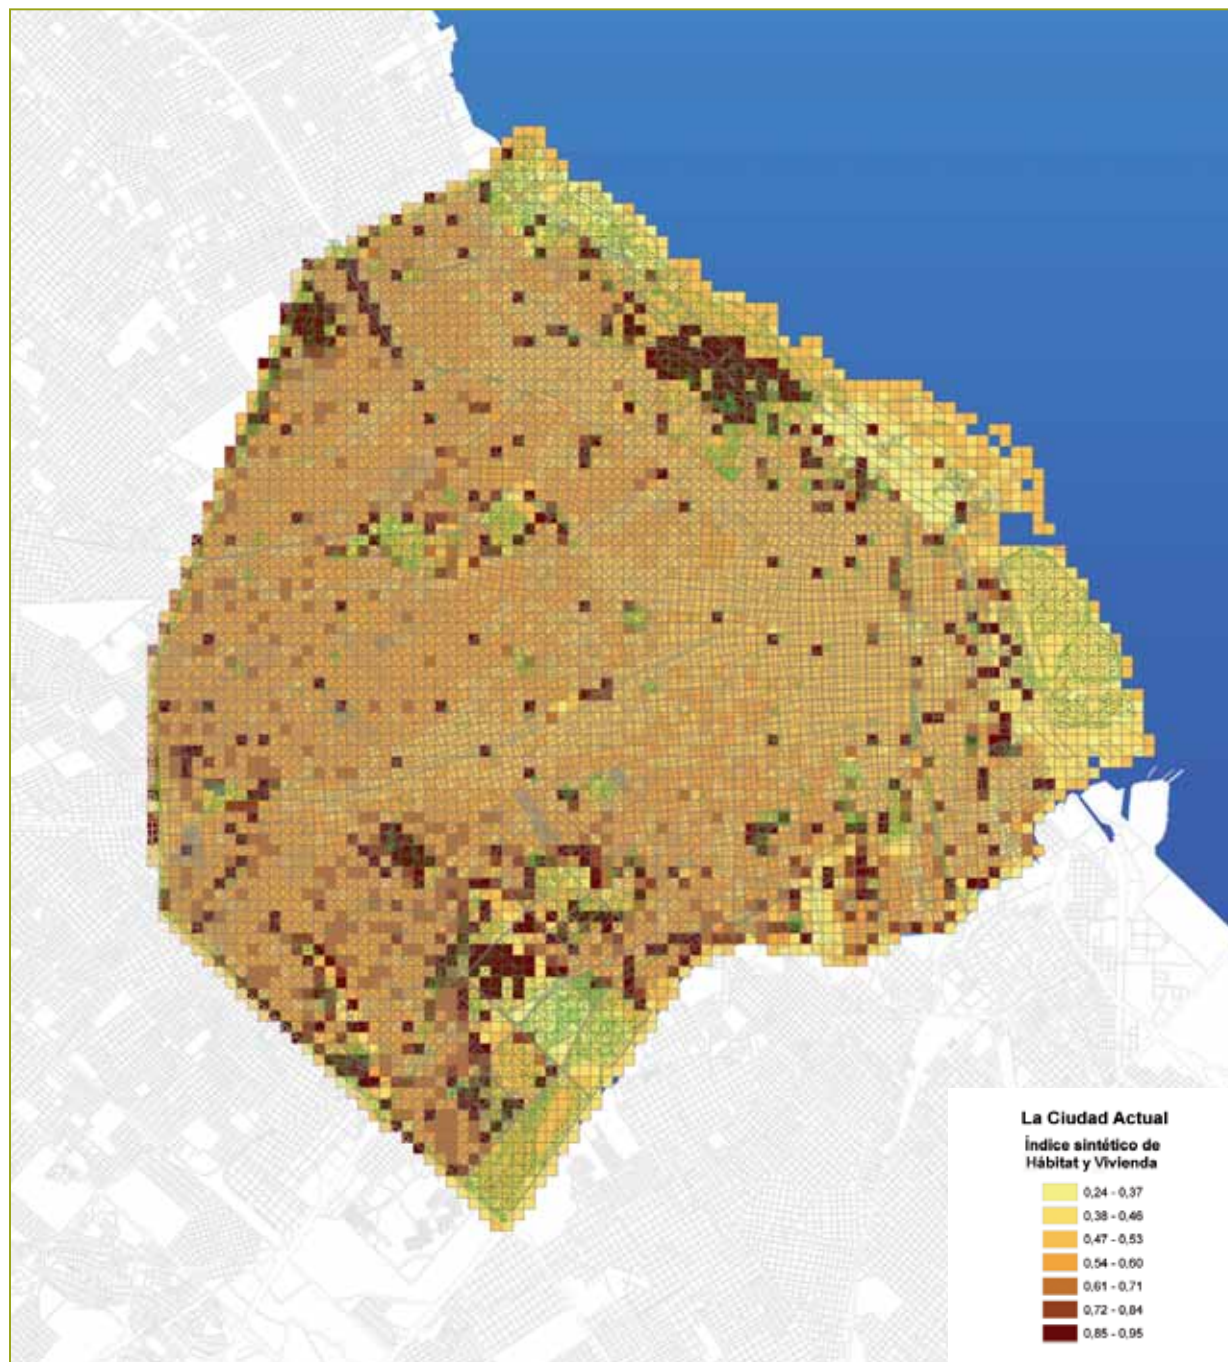 La Ciudad Actual
Índice sintético de
Hábitat y Vivienda
0,24 - 0,37
0,38 - 0,46
0,47 - 0,53
0,54 - 0,60
0,61 - 0,71
0,72 - 0,84
0,85 - 0,95